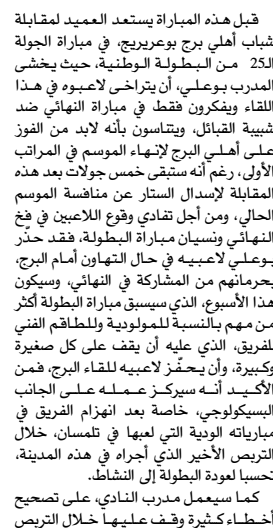 قبل هذه المباراة يستعد العميد لمقابلة
شباب أهلي برج بوعريريج، في مباراة الجولة
الـ25 من البطولة الوطنية، حيث يخشى
المدرب بوعلي، أن يتراخى لاعبوه في هذا
اللقاء ويفكرون فقط في مباراة النهائي ضد
شبيبة القبائل، ويتناسون بأنه لابد من الفوز
على أهلي البرج لإنهاء الموسم في المراتب
الأولى، رغم أنه ستبقى خمس جولات بعد هذه
المقابلة لإسدال الستار عن منافسة الموسم
الحالي، ومن أجل تفادي وقوع اللاعبين في فخ
النهائي ونسيان مباراة البطولة، فقد حذّر
بوعلي لاعبيه في حال التهاون أمام البرج،
بحرمانهم من المشاركة في النهائي، وسيكون
هذا الأسبوع، الذي سيسبق مباراة البطولة أكثر
من مهم بالنسبة للمولودية وللطاقم الفني
للفريق، الذي عليه أن يقف على كل صغيرة
وكبيرة، وأن يحفّز لاعبيه للقاء البرج، فمن
الأكيد أنه سيركز عمله على الجانب
البسيكولوجي، خاصة بعد انهزام الفريق في
مبارياته الودية التي لعبها في تلمسان، خلال
التربص الأخير الذي أجراه في هذه المدينة،
تحسبا لعودة البطولة إلى النشاط.
كما سيعمل مدرب النادي، على تصحيح
أخطاء كثيرة وقف عليها خلال التربص